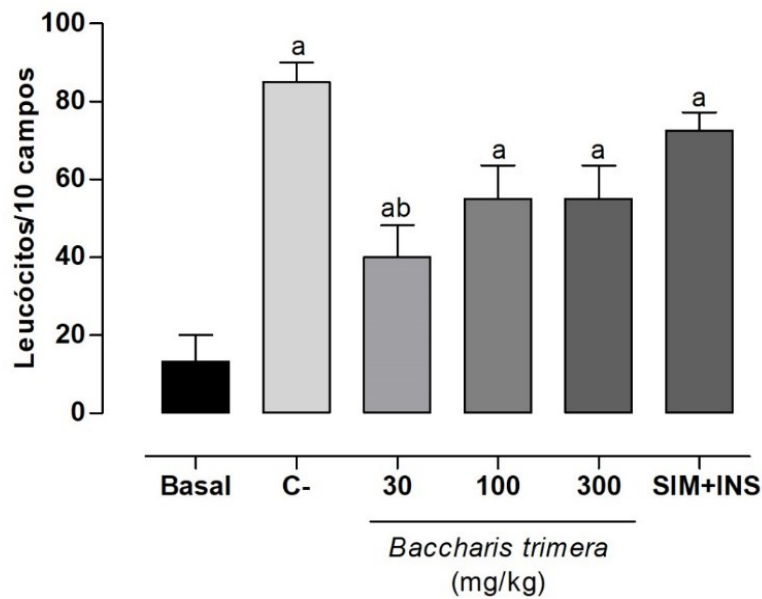 Leucócitos/10 campos
100
80
60
40
20
0
a
ab
a
a
a
Basal C- 30 100 300 SIM+INS
Baccharis trimera
(mg/kg)